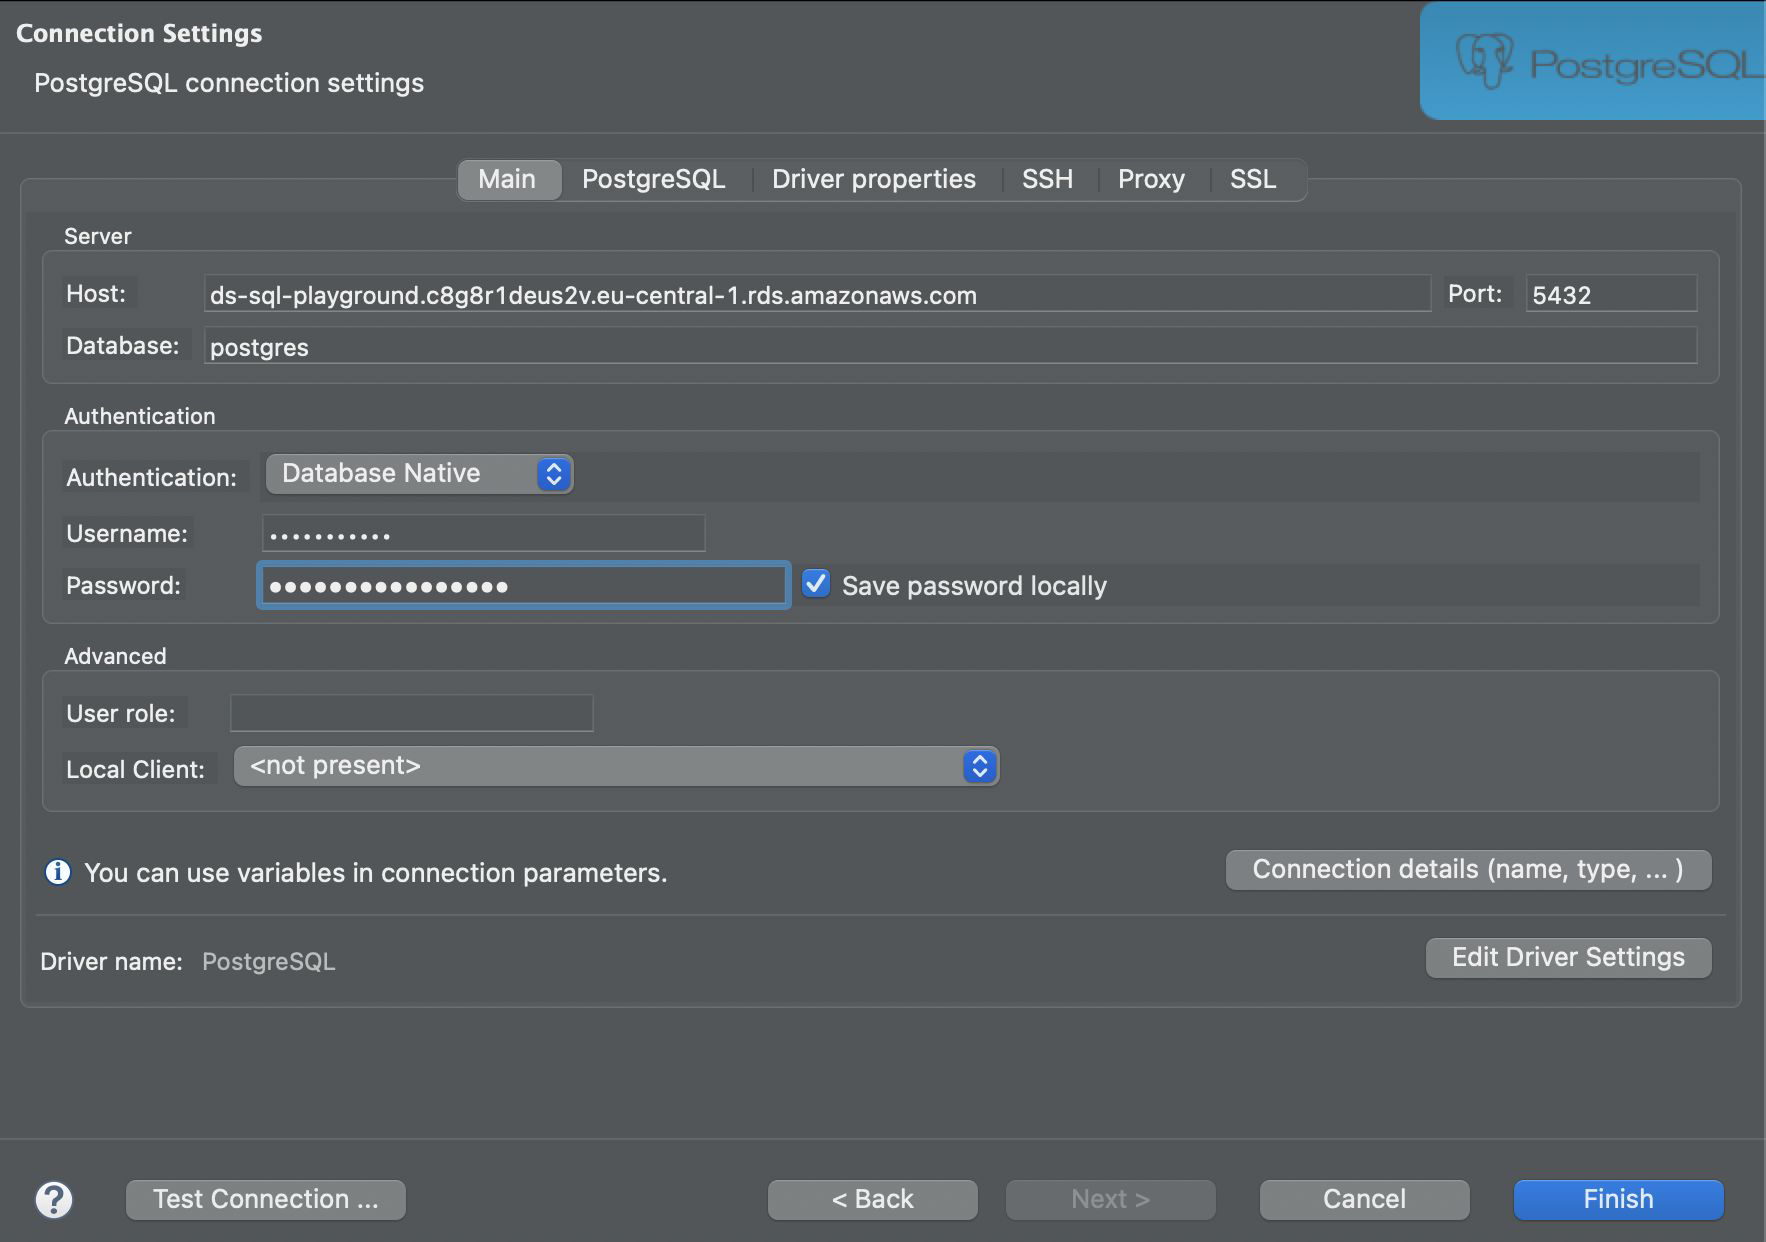 Connection Settings
PostgreSQL connection settings
PostgreSQL
Main PostgreSQL Driver properties SSH Proxy SSL
Server
Host: ds-sql-playground.c8g8r1deus2v.eu-central-1.rds.amazonaws.com Port: 5432
Database: postgres
Authentication
Authentication: Database Native
Username: •••••••••••
Password: ●●●●●●●●●●●●●●●● Save password locally
Advanced
User role:
Local Client: <not present>
You can use variables in connection parameters. Connection details (name, type, ... )
Driver name: PostgreSQL Edit Driver Settings
? Test Connection ... < Back Next > Cancel Finish